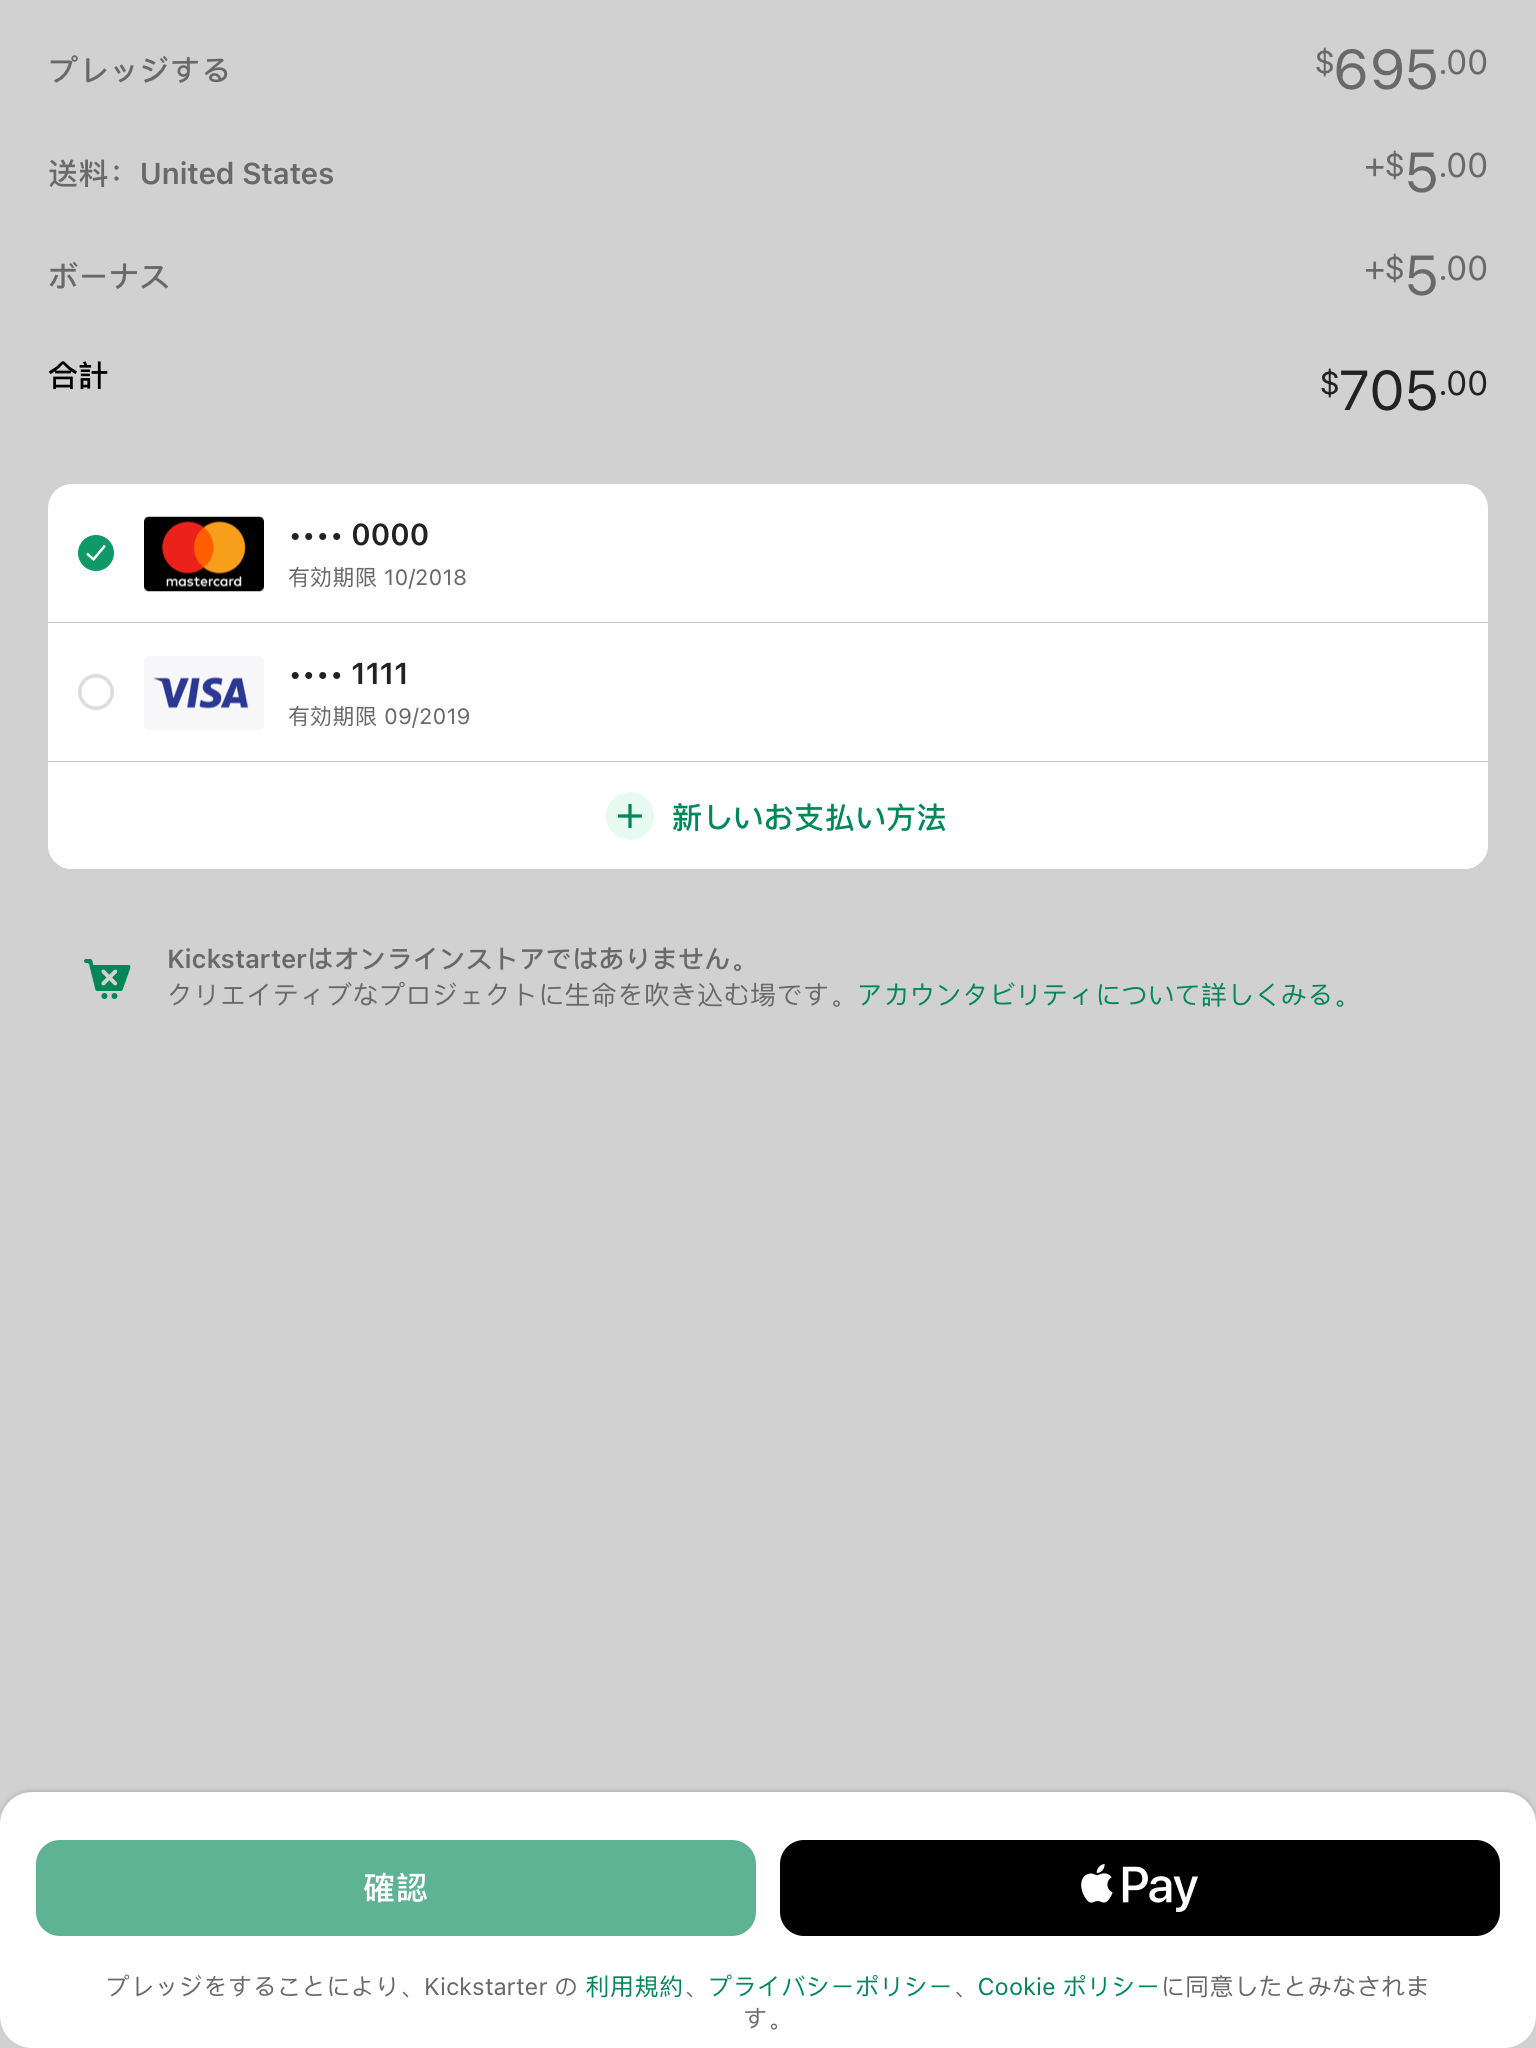 プレッジする $695.00
送料： United States +$5.00
ボーナス +$5.00
合計 $705.00
mastercard
•••• 0000
有効期限 10/2018
VISA
•••• 1111
有効期限 09/2019
新しいお支払い方法
Kickstarterはオンラインストアではありません。
クリエイティブなプロジェクトに生命を吹き込む場です。アカウンタビリティについて詳しくみる。
確認
Pay
プレッジをすることにより、Kickstarter の 利用規約、プライバシーポリシー、Cookie ポリシーに同意したとみなされま
す。